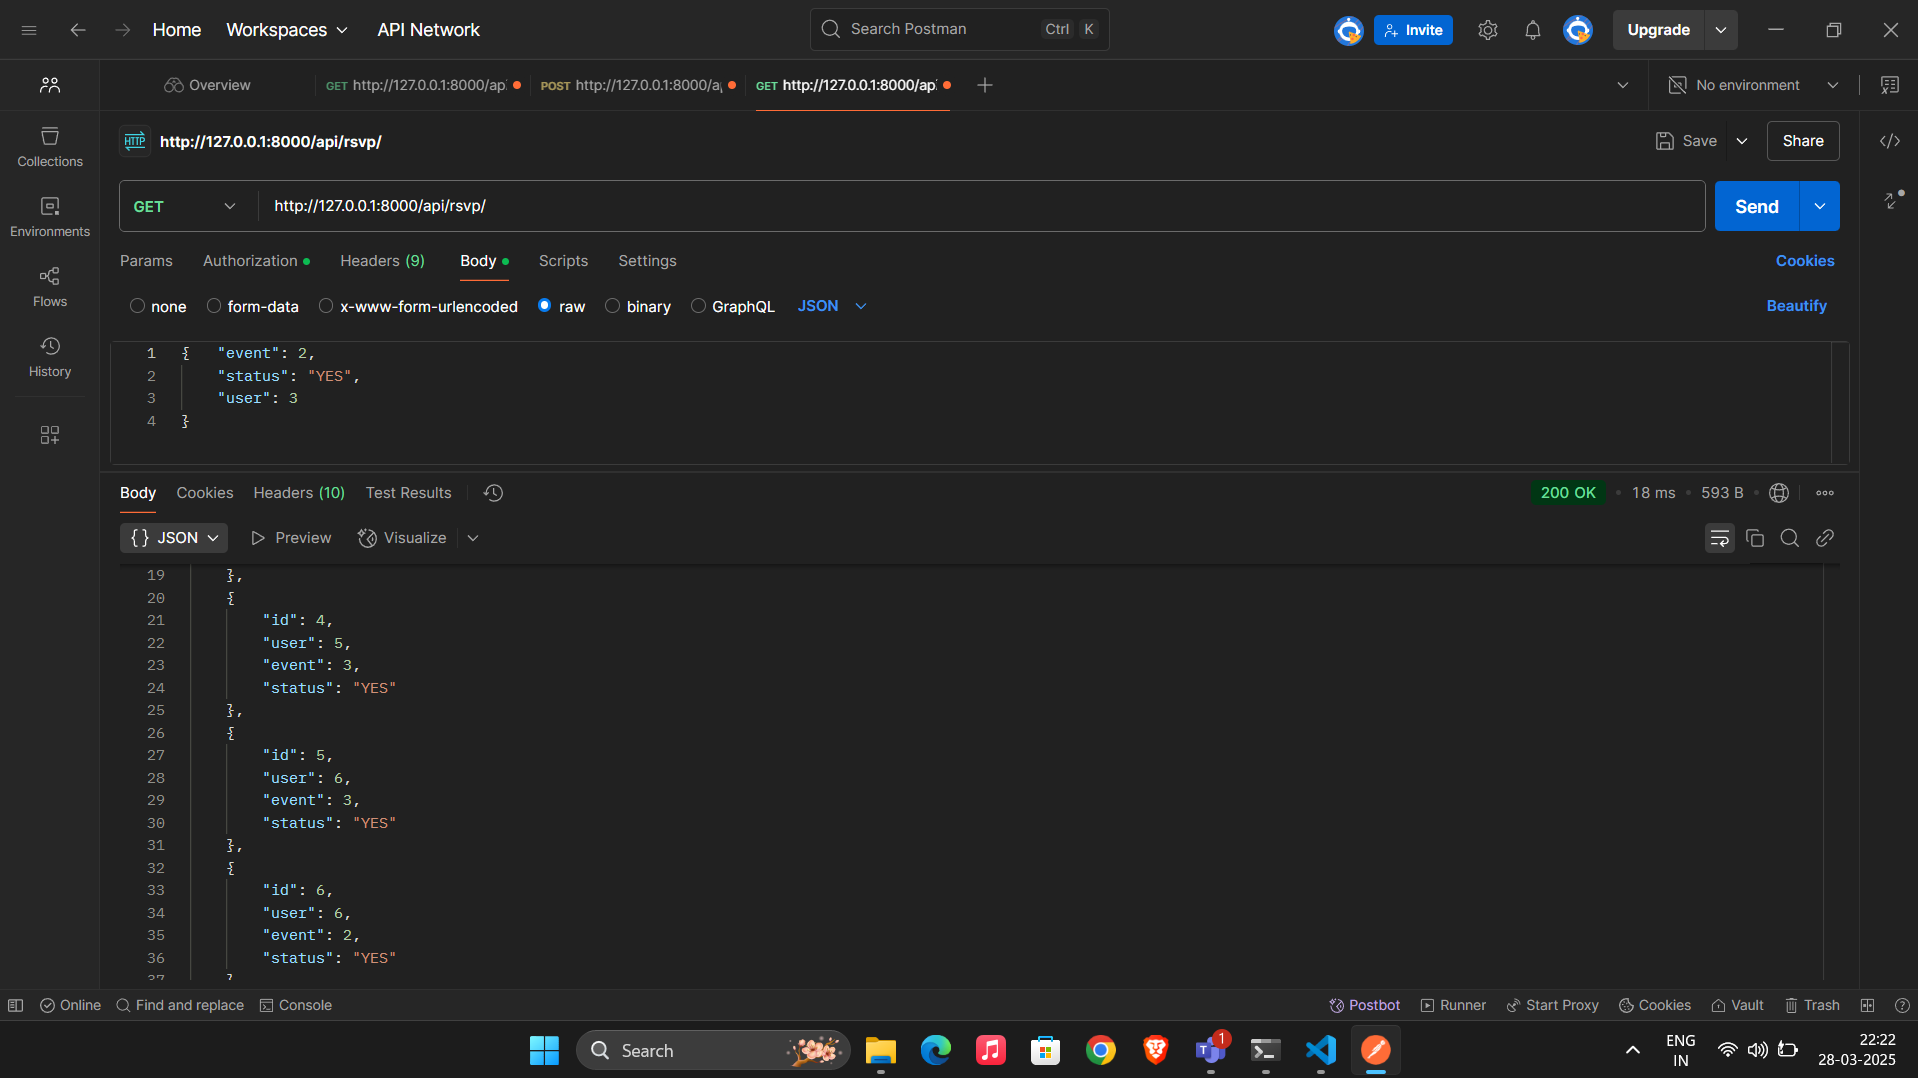 Home Workspaces API Network Search Postman Ctrl K Invite Upgrade
Overview GET http://127.0.0.1:8000/ap POST http://127.0.0.1:8000/a GET http://127.0.0.1:8000/ap No environment
HTTP http://127.0.0.1:8000/api/rsvp/ Save Share
GET http://127.0.0.1:8000/api/rsvp/ Send
Collections
Environments
Flows
History
Params Authorization Headers (9) Body Scripts Settings Cookies
none form-data x-www-form-urlencoded raw binary GraphQL JSON Beautify
1 { "event": 2,
2 "status": "YES",
3 "user": 3
4 }
Body Cookies Headers (10) Test Results 200 OK 18 ms 593 B
{} JSON Preview Visualize
19 },
20 {
21 "id": 4,
22 "user": 5,
23 "event": 3,
24 "status": "YES"
25 },
26 {
27 "id": 5,
28 "user": 6,
29 "event": 3,
30 "status": "YES"
31 },
32 {
33 "id": 6,
34 "user": 6,
35 "event": 2,
36 "status": "YES"
37 }
Online Find and replace Console Postbot Runner Start Proxy Cookies Vault Trash
Search 1 ENG 22:22
IN 28-03-2025